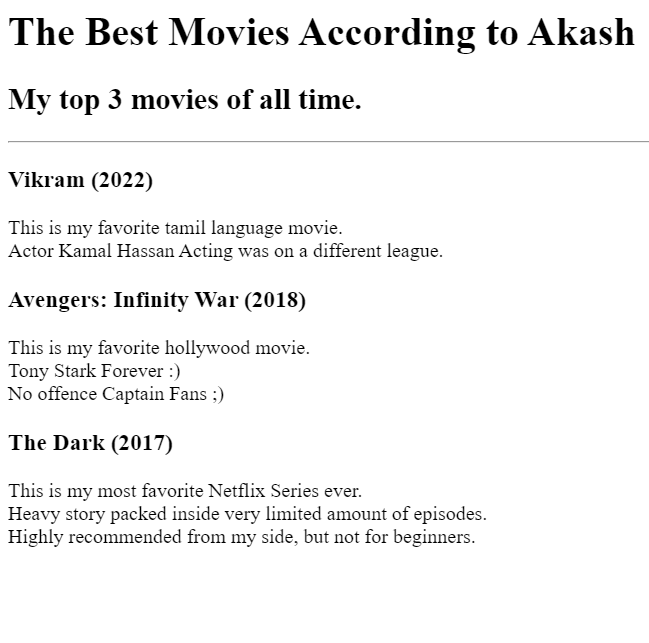 The Best Movies According to Akash
My top 3 movies of all time.
Vikram (2022)
This is my favorite tamil language movie.
Actor Kamal Hassan Acting was on a different league.
Avengers: Infinity War (2018)
This is my favorite hollywood movie.
Tony Stark Forever :)
No offence Captain Fans ;)
The Dark (2017)
This is my most favorite Netflix Series ever.
Heavy story packed inside very limited amount of episodes.
Highly recommended from my side, but not for beginners.